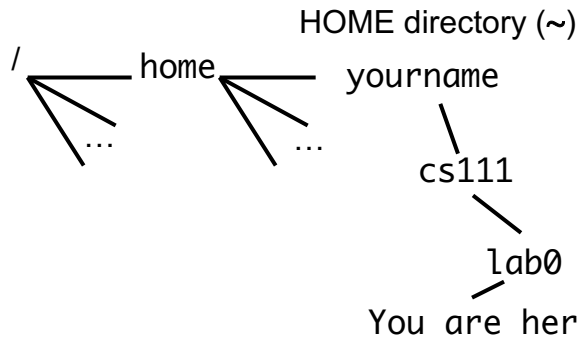 HOME directory (~)
/ home yourname
... ...
cs111
lab0
You are her